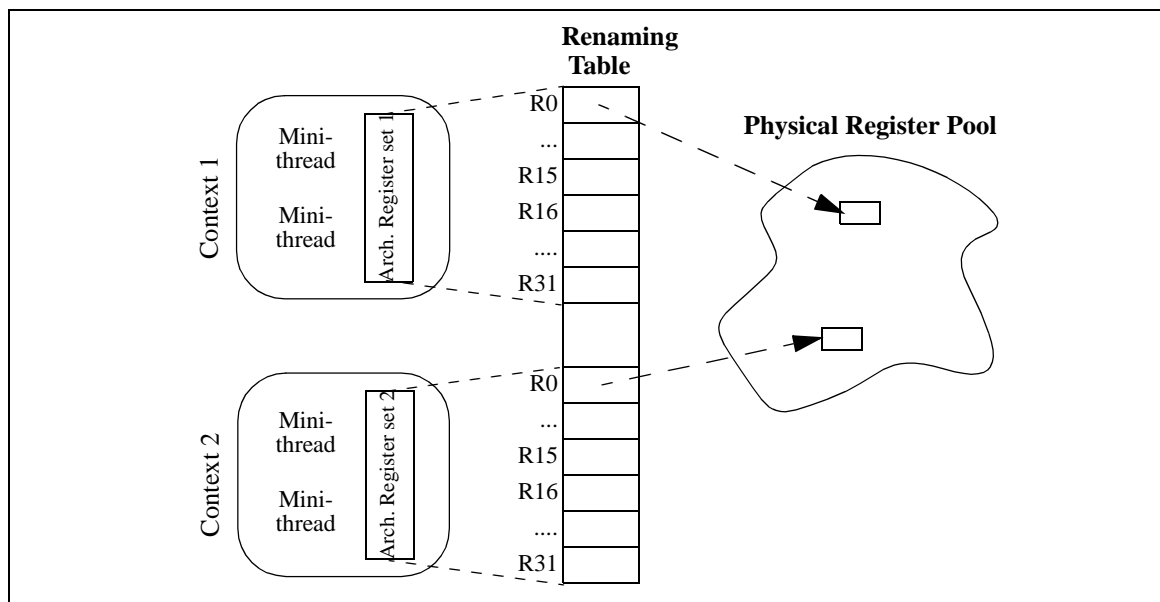 Renaming
Table
Physical Register Pool
Context 1
Mini-
thread
Mini-
thread
Arch. Register set 1
R0
...
R15
R16
....
R31
Context 2
Mini-
thread
Mini-
thread
Arch. Register set 2
R0
...
R15
R16
....
R31